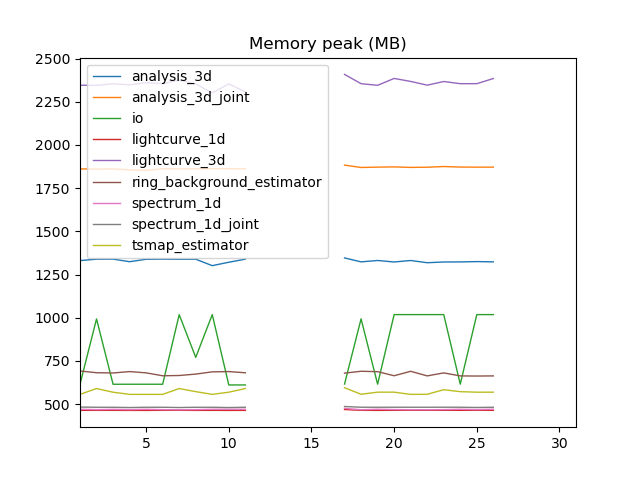 Memory peak (MB)
2500
2250
2000
1750
1500
1250
1000
750
500
analysis_3d
analysis_3d_joint
io
lightcurve_1d
lightcurve_3d
ring_background_estimator
spectrum_1d
spectrum_1d_joint
tsmap_estimator
5 10 15 20 25 30